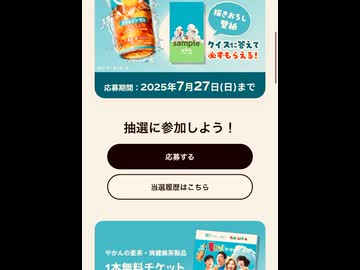 描きおろし
壁紙
sample
クイズに答えて
必ずもらえる!
応募期間:2025年7月27日(日)まで
抽選に参加しよう!
応募する
当選履歴はこちら
やかんの麦茶・爽健美茶製品
1本無料チケット